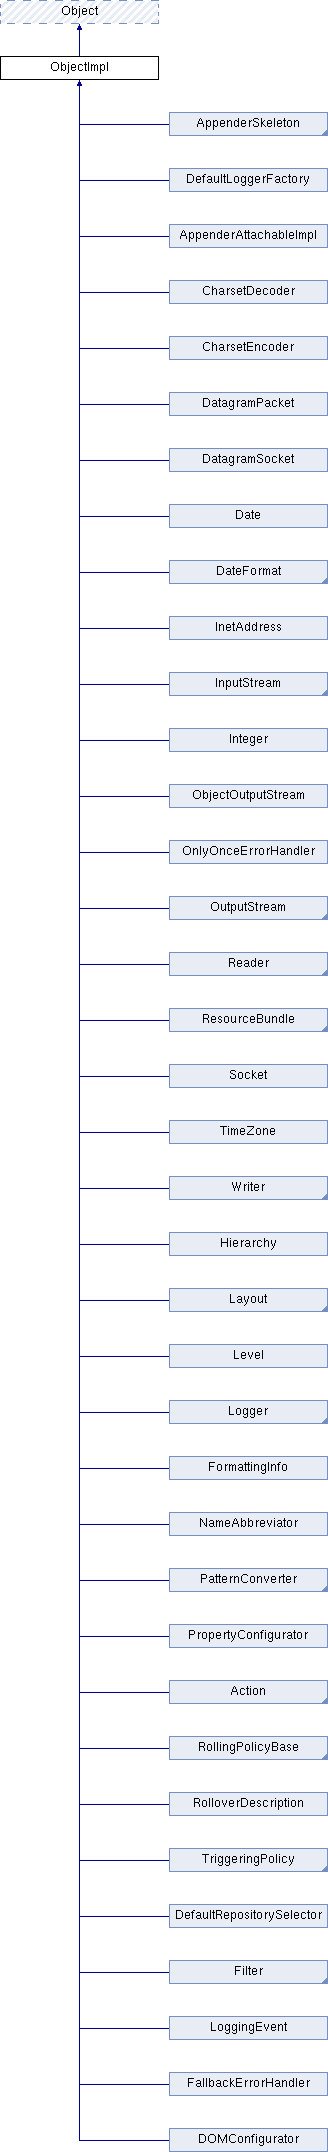 Object
ObjectImpl
AppenderSkeleton
DefaultLoggerFactory
AppenderAttachableImpl
CharsetDecoder
CharsetEncoder
DatagramPacket
DatagramSocket
Date
DateFormat
InetAddress
InputStream
Integer
ObjectOutputStream
OnlyOnceErrorHandler
OutputStream
Reader
ResourceBundle
Socket
TimeZone
Writer
Hierarchy
Layout
Level
Logger
FormattingInfo
NameAbbreviator
PatternConverter
PropertyConfigurator
Action
RollingPolicyBase
RolloverDescription
TriggeringPolicy
DefaultRepositorySelector
Filter
LoggingEvent
FallbackErrorHandler
DOMConfigurator